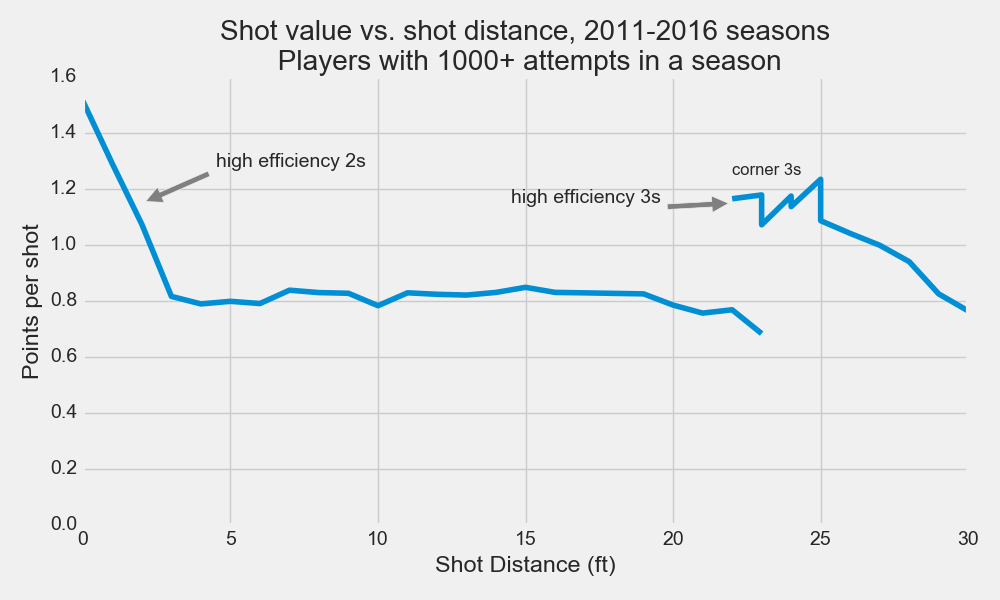 Shot value vs. shot distance, 2011-2016 seasons
Players with 1000+ attempts in a season
1.6
1.4
high efficiency 2s
corner 3s
1.2
high efficiency 3s
1.0
Points per shot
0.8
0.6
0.4
0.2
0.0
0 5 10 15 20 25 30
Shot Distance (ft)